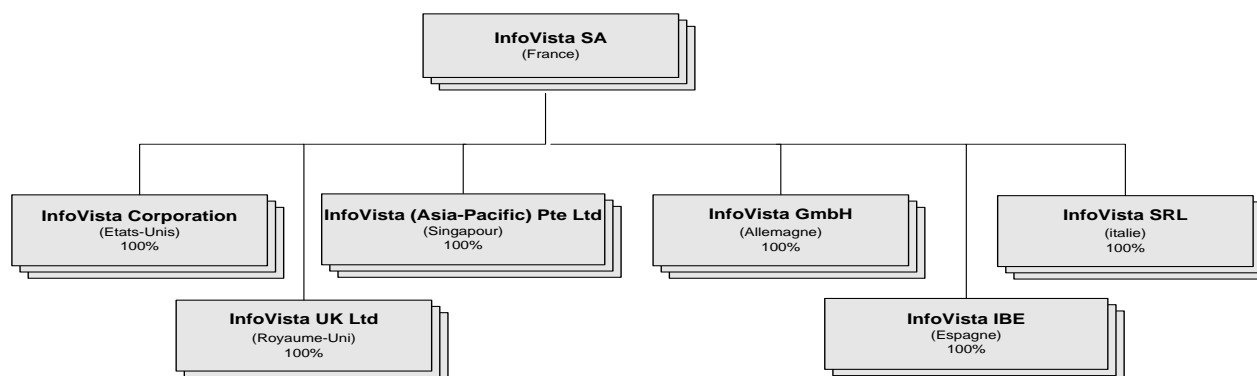 InfoVista SA
(France)
InfoVista Corporation
(Etats-Unis)
100%
InfoVista (Asia-Pacific) Pte Ltd
(Singapour)
100%
InfoVista GmbH
(Allemagne)
100%
InfoVista SRL
(italie)
100%
InfoVista UK Ltd
(Royaume-Uni)
100%
InfoVista IBE
(Espagne)
100%